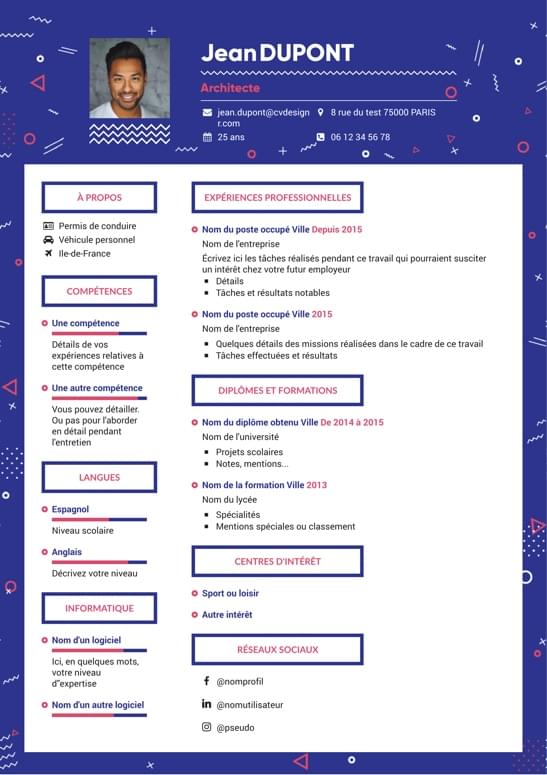 Jean DUPONT
Architecte
jean.dupont@cvdesign
r.com
8 rue du test 75000 PARIS
25 ans
06 12 34 56 78
À PROPOS
Permis de conduire
Véhicule personnel
Ile-de-France
COMPÉTENCES
Une compétence
Détails de vos
expériences relatives à
cette compétence
Une autre compétence
Vous pouvez détailler.
Ou pas pour l'aborder
en détail pendant
l'entretien
LANGUES
Espagnol
Niveau scolaire
Anglais
Décrivez votre niveau
INFORMATIQUE
Nom d'un logiciel
Ici, en quelques mots,
votre niveau
d"expertise
Nom d'un autre logiciel
EXPÉRIENCES PROFESSIONNELLES
Nom du poste occupé Ville Depuis 2015
Nom de l'entreprise
Écrivez ici les tâches réalisés pendant ce travail qui pourraient susciter
un intérêt chez votre futur employeur
Détails
Tâches et résultats notables
Nom du poste occupé Ville 2015
Nom de l'entreprise
Quelques détails des missions réalisées dans le cadre de ce travail
Tâches effectuées et résultats
DIPLÔMES ET FORMATIONS
Nom du diplôme obtenu Ville De 2014 à 2015
Nom de l'université
Projets scolaires
Notes, mentions...
Nom de la formation Ville 2013
Nom du lycée
Spécialités
Mentions spéciales ou classement
CENTRES D'INTÉRÊT
Sport ou loisir
Autre intérêt
RÉSEAUX SOCIAUX
@nomprofil
@nomutilisateur
@pseudo